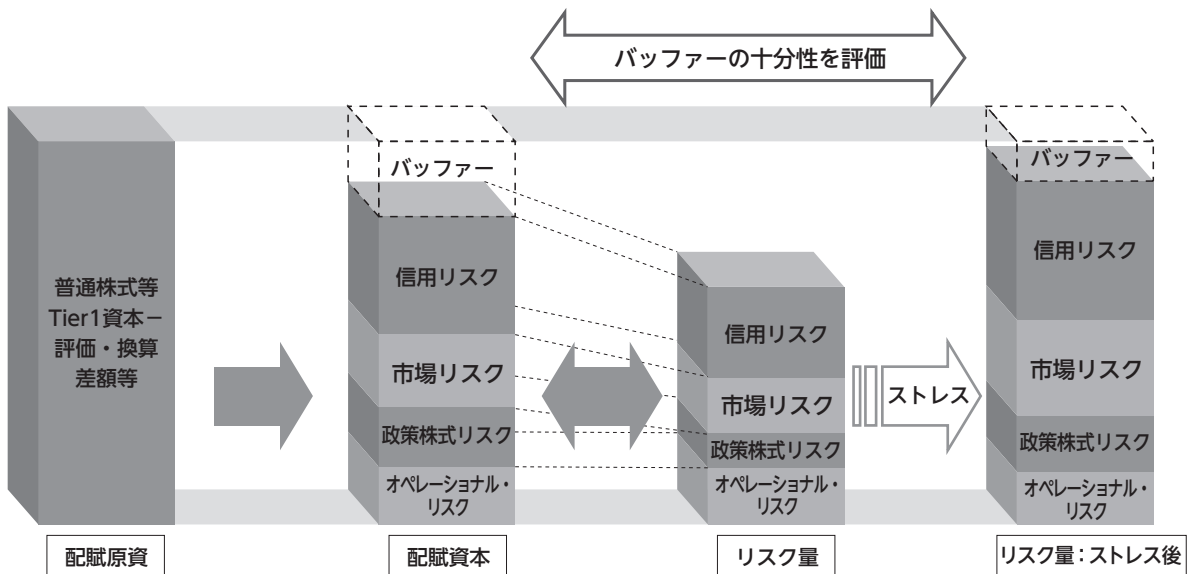 バッファーの十分性を評価
普通株式等
Tier1資本－
評価・換算
差額等
配賦原資
バッファー
信用リスク
市場リスク
政策株式リスク
オペレーショナル・
リスク
配賦資本
信用リスク
市場リスク
政策株式リスク
オペレーショナル・
リスク
リスク量
ストレス
バッファー
信用リスク
市場リスク
政策株式リスク
オペレーショナル・
リスク
リスク量：ストレス後